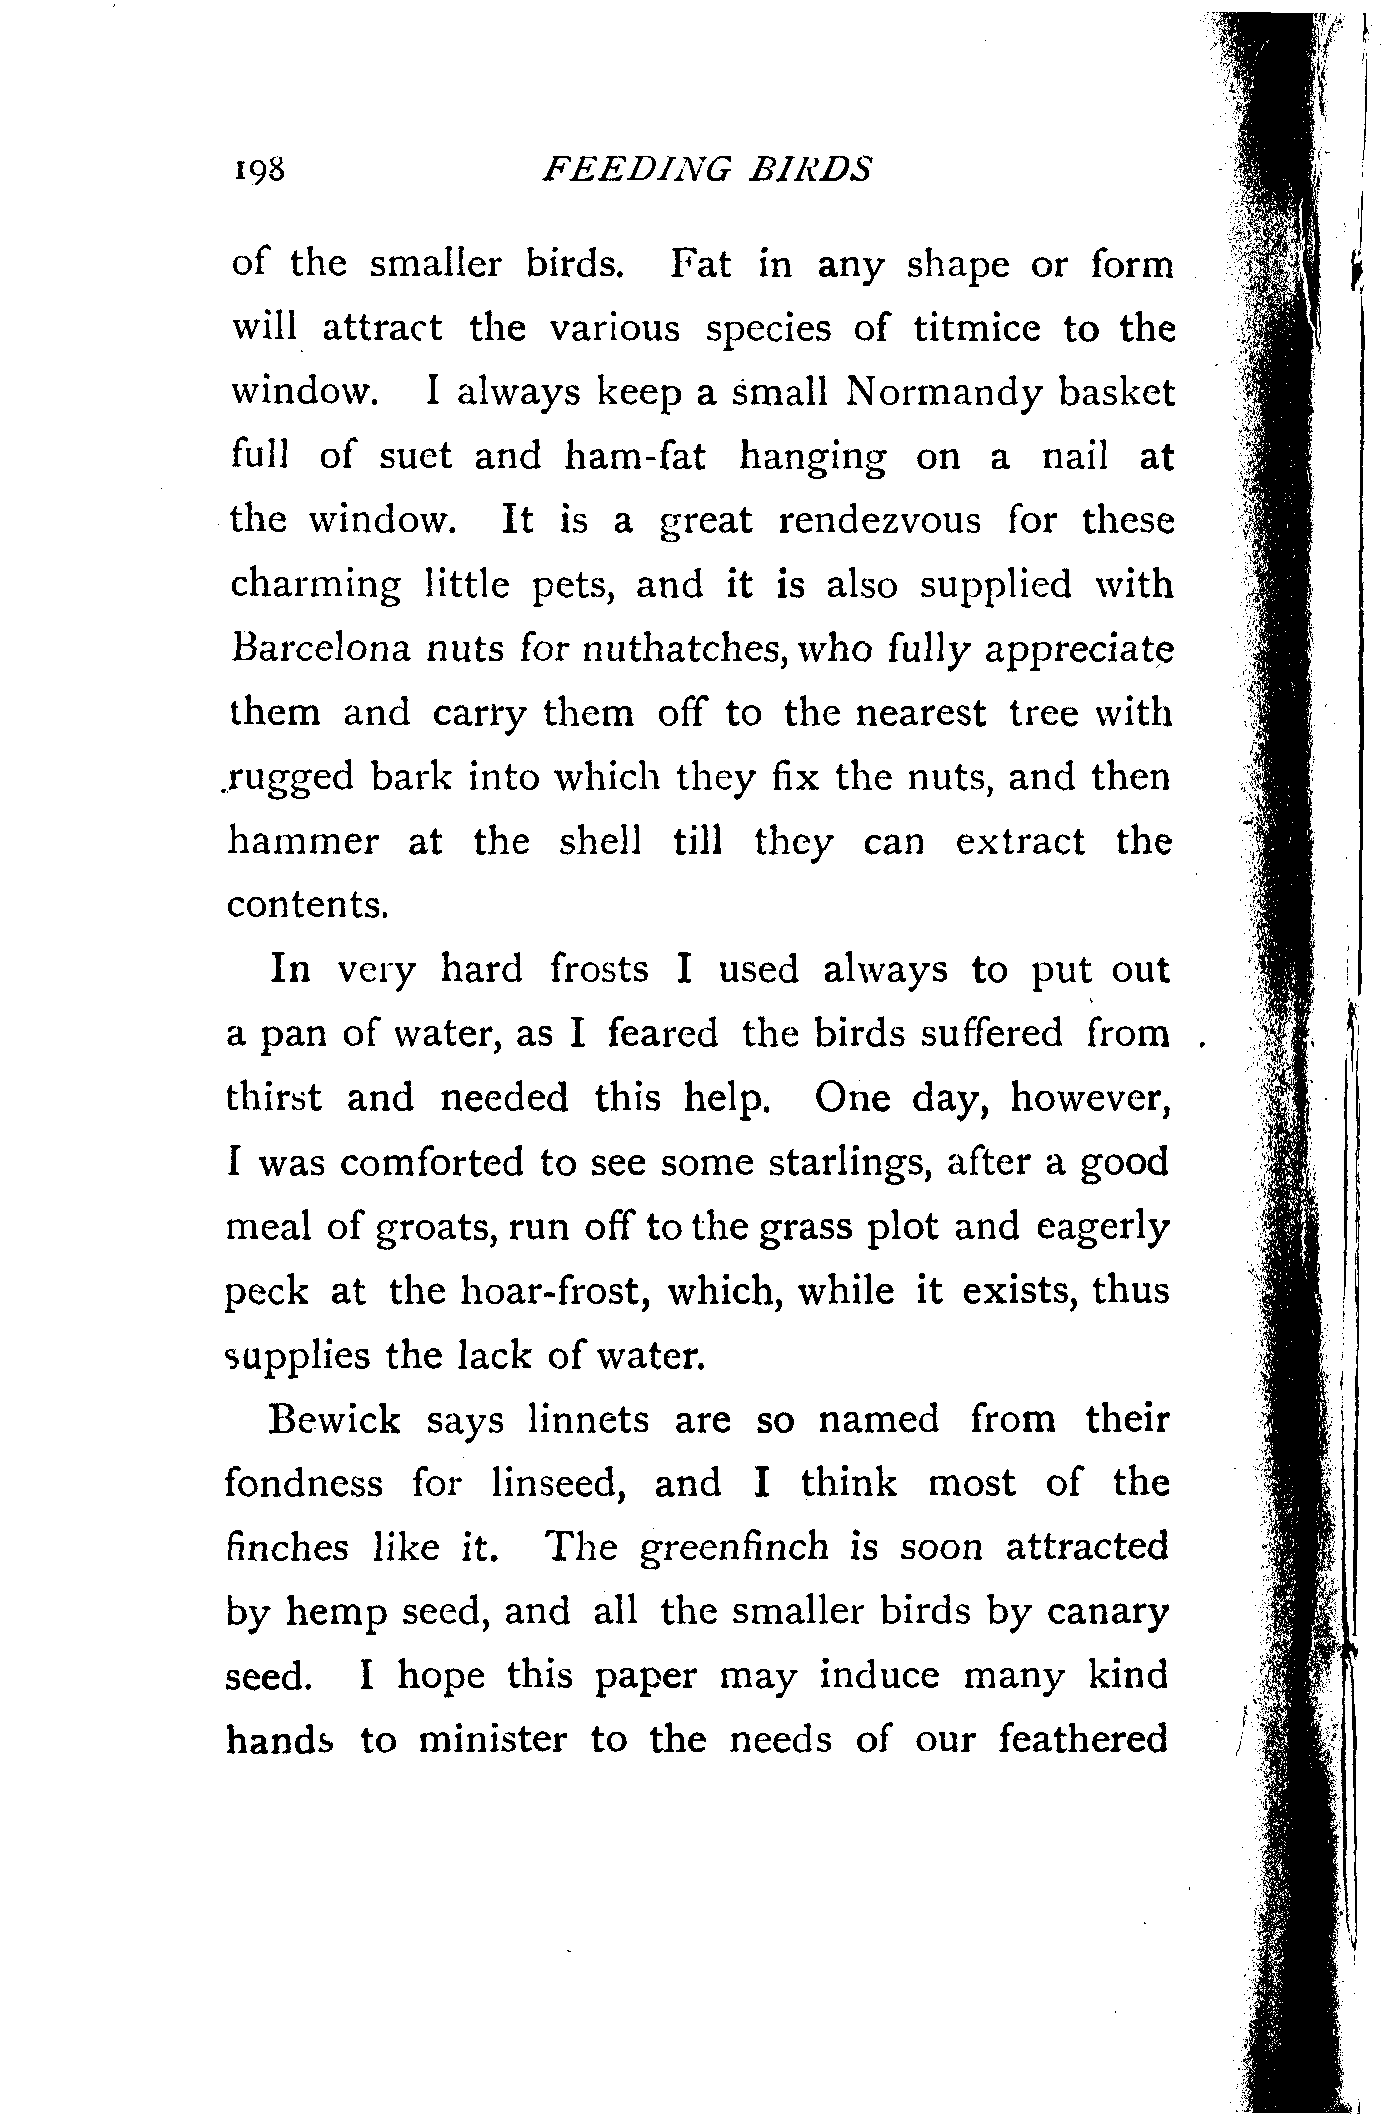 198 FEEDING BIRDS
of the smaller birds. Fat in any shape or form
will attract the various species of titmice to the
window. I always keep a small Normandy basket
full of suet and ham-fat hanging on a nail at
the window. It is a great rendezvous for these
charming little pets, and it is also supplied with
Barcelona nuts for nuthatches, who fully appreciate
them and carry them off to the nearest tree with
rugged bark into which they fix the nuts, and then
hammer at the shell till they can extract the
contents.
In very hard frosts I used always to put out
a pan of water, as I feared the birds suffered from
thirst and needed this help. One day, however,
I was comforted to see some starlings, after a good
meal of groats, run off to the grass plot and eagerly
peck at the hoar-frost, which, while it exists, thus
supplies the lack of water.
Bewick says linnets are so named from their
fondness for linseed, and I think most of the
finches like it. The greenfinch is soon attracted
by hemp seed, and all the smaller birds by canary
seed. I hope this paper may induce many kind
hands to minister to the needs of our feathered